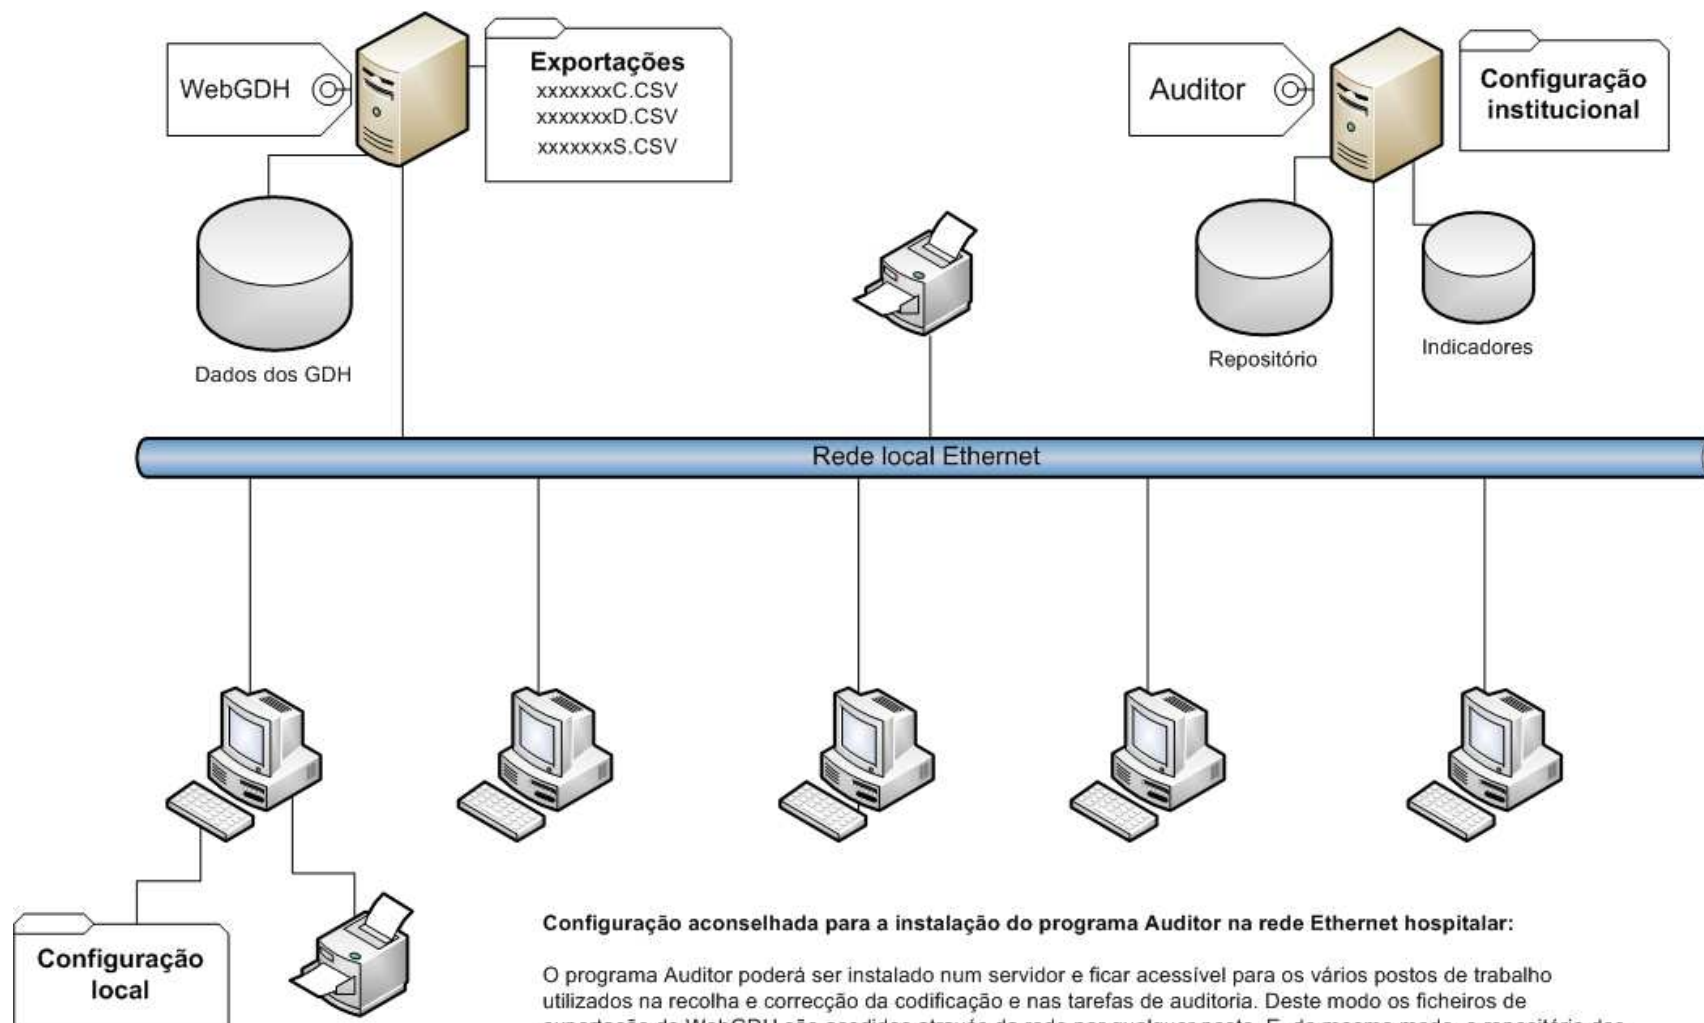 WebGDH
Exportações
xxxxxxxC.CSV
xxxxxxxD.CSV
xxxxxxxS.CSV
Auditor
Configuração
institucional
Dados dos GDH
Repositório
Indicadores
Rede local Ethernet
Configuração
local
Configuração aconselhada para a instalação do programa Auditor na rede Ethernet hospitalar:
O programa Auditor poderá ser instalado num servidor e ficar acessível para os vários postos de trabalho
utilizados na recolha e correcção da codificação e nas tarefas de auditoria. Deste modo os ficheiros de